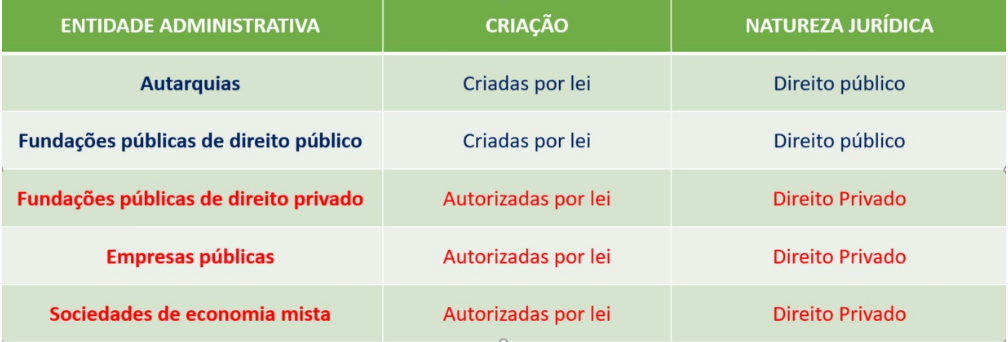 ENTIDADE ADMINISTRATIVA CRIAÇÃO NATUREZA JURÍDICA
Autarquias Criadas por lei Direito público
Fundações públicas de direito público Criadas por lei Direito público
Fundações públicas de direito privado Autorizadas por lei Direito Privado
Empresas públicas Autorizadas por lei Direito Privado
Sociedades de economia mista Autorizadas por lei Direito Privado